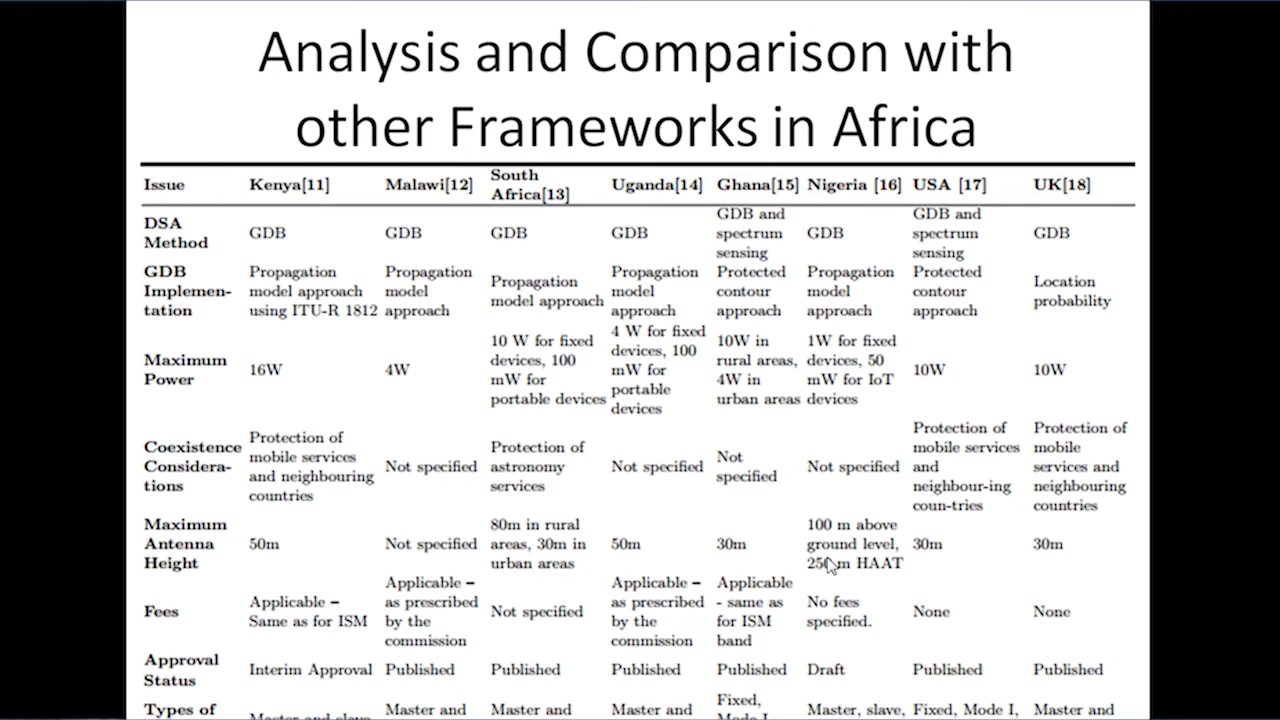 Analysis and Comparison with
other Frameworks in Africa
Issue Kenya[11] Malawi[12] South Africa[13] Uganda[14] Ghana[15] Nigeria [16] USA [17] UK[18]
DSA Method GDB GDB GDB GDB GDB and spectrum sensing GDB GDB and spectrum sensing GDB
GDB Implemen-tation Propagation model approach using ITU-R 1812 Propagation model approach Propagation model approach Propagation model approach Protected contour approach Propagation model approach Protected contour approach Location probability
Maximum Power 16W 4W 10 W for fixed devices, 100 mW for portable devices 4 W for fixed devices, 100 mW for portable devices 10W in rural areas, 4W in urban areas 1W for fixed devices, 50 mW for IoT devices 10W 10W
Coexistence Considera-tions Protection of mobile services and neighbouring countries Not specified Protection of astronomy services Not specified Not specified Not specified Protection of mobile services and neighbour-ing coun-tries Protection of mobile services and neighbouring countries
Maximum Antenna Height 50m Not specified 80m in rural areas, 30m in urban areas 50m 30m 100 m above ground level, 250 m HAAT 30m 30m
Fees Applicable – Same as for ISM Applicable – as prescribed by the commission Not specified Applicable – as prescribed by the commission Applicable - same as for ISM band No fees specified. None None
Approval Status Interim Approval Published Published Published Published Draft Published Published
Types of Master and slave Master and Master and Master and Fixed, Mode I Master, slave, Fixed, Mode I, Master and